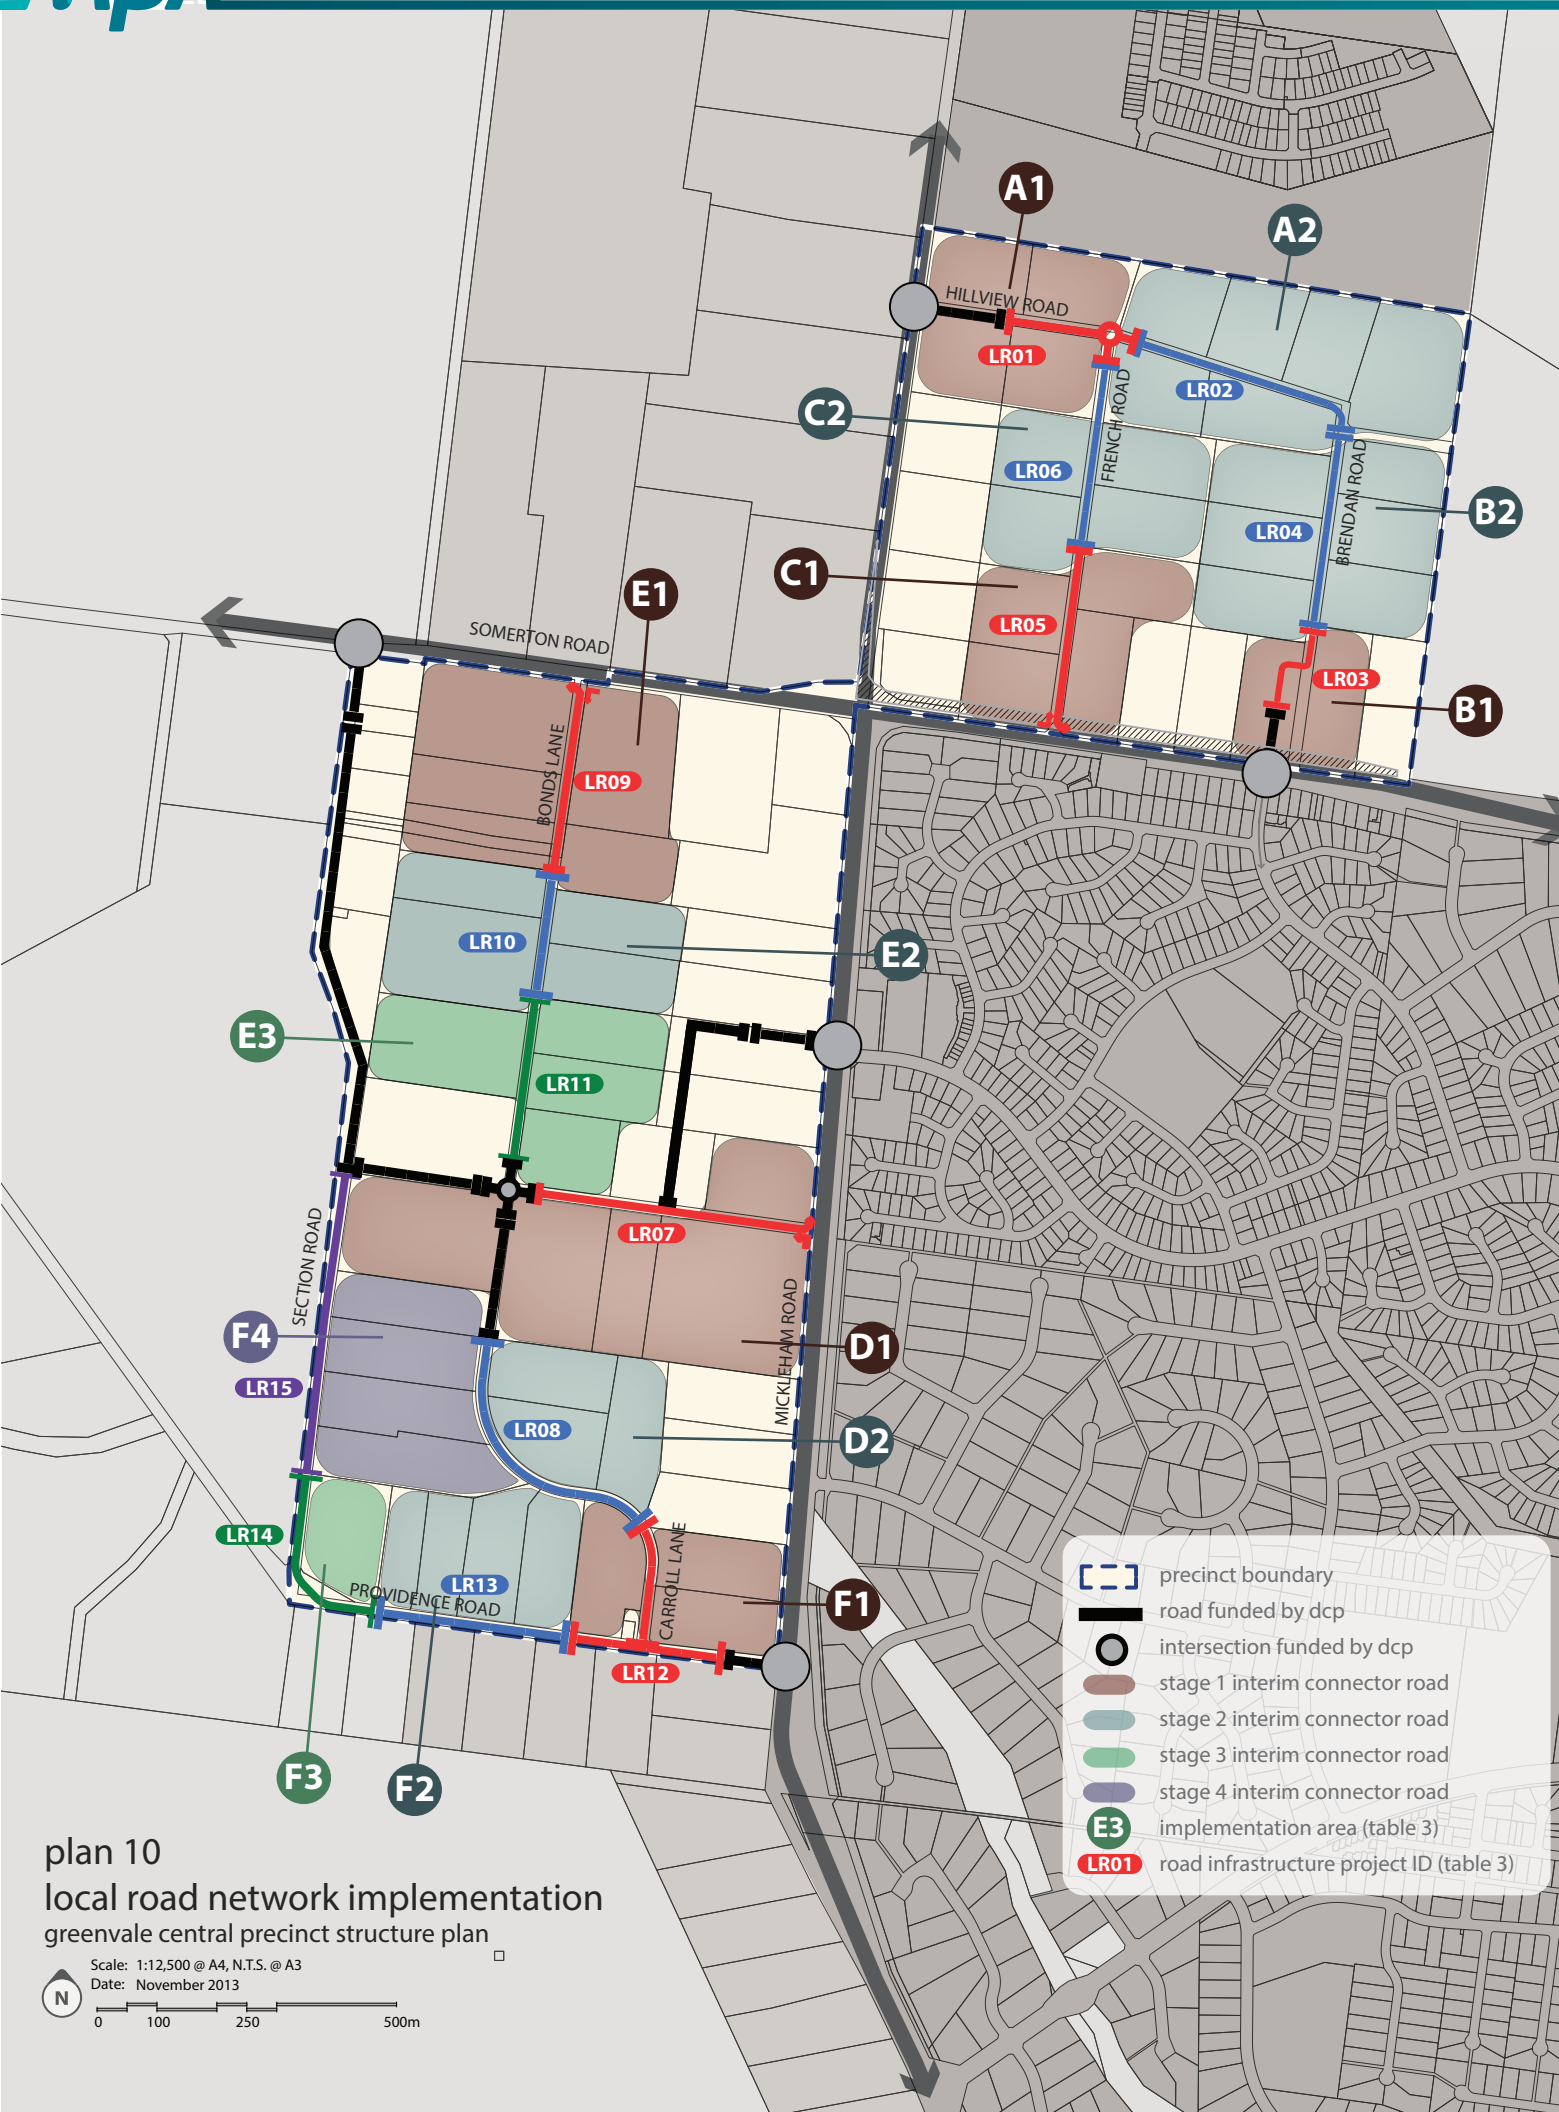 A1
A2
HILLVIEW ROAD
LR01
LR02
C2
FRENCH ROAD
LR06
BRENDAN ROAD
B2
LR04
C1
E1
LR05
SOMERTON ROAD
LR03
B1
BONDS LANE
LR09
LR10
E2
E3
LR11
LR07
SECTION ROAD
MICKLEHAM ROAD
F4
D1
LR15
LR08
D2
LR14
CARROLL LANE
PROVIDENCE ROAD
LR13
F1
LR12
F3
F2
precinct boundary
road funded by dcp
intersection funded by dcp
stage 1 interim connector road
stage 2 interim connector road
stage 3 interim connector road
stage 4 interim connector road
E3 implementation area (table 3)
LR01 road infrastructure project ID (table 3)
plan 10
local road network implementation
greenvale central precinct structure plan
Scale: 1:12,500 @ A4, N.T.S. @ A3
Date: November 2013
N
0 100 250 500m